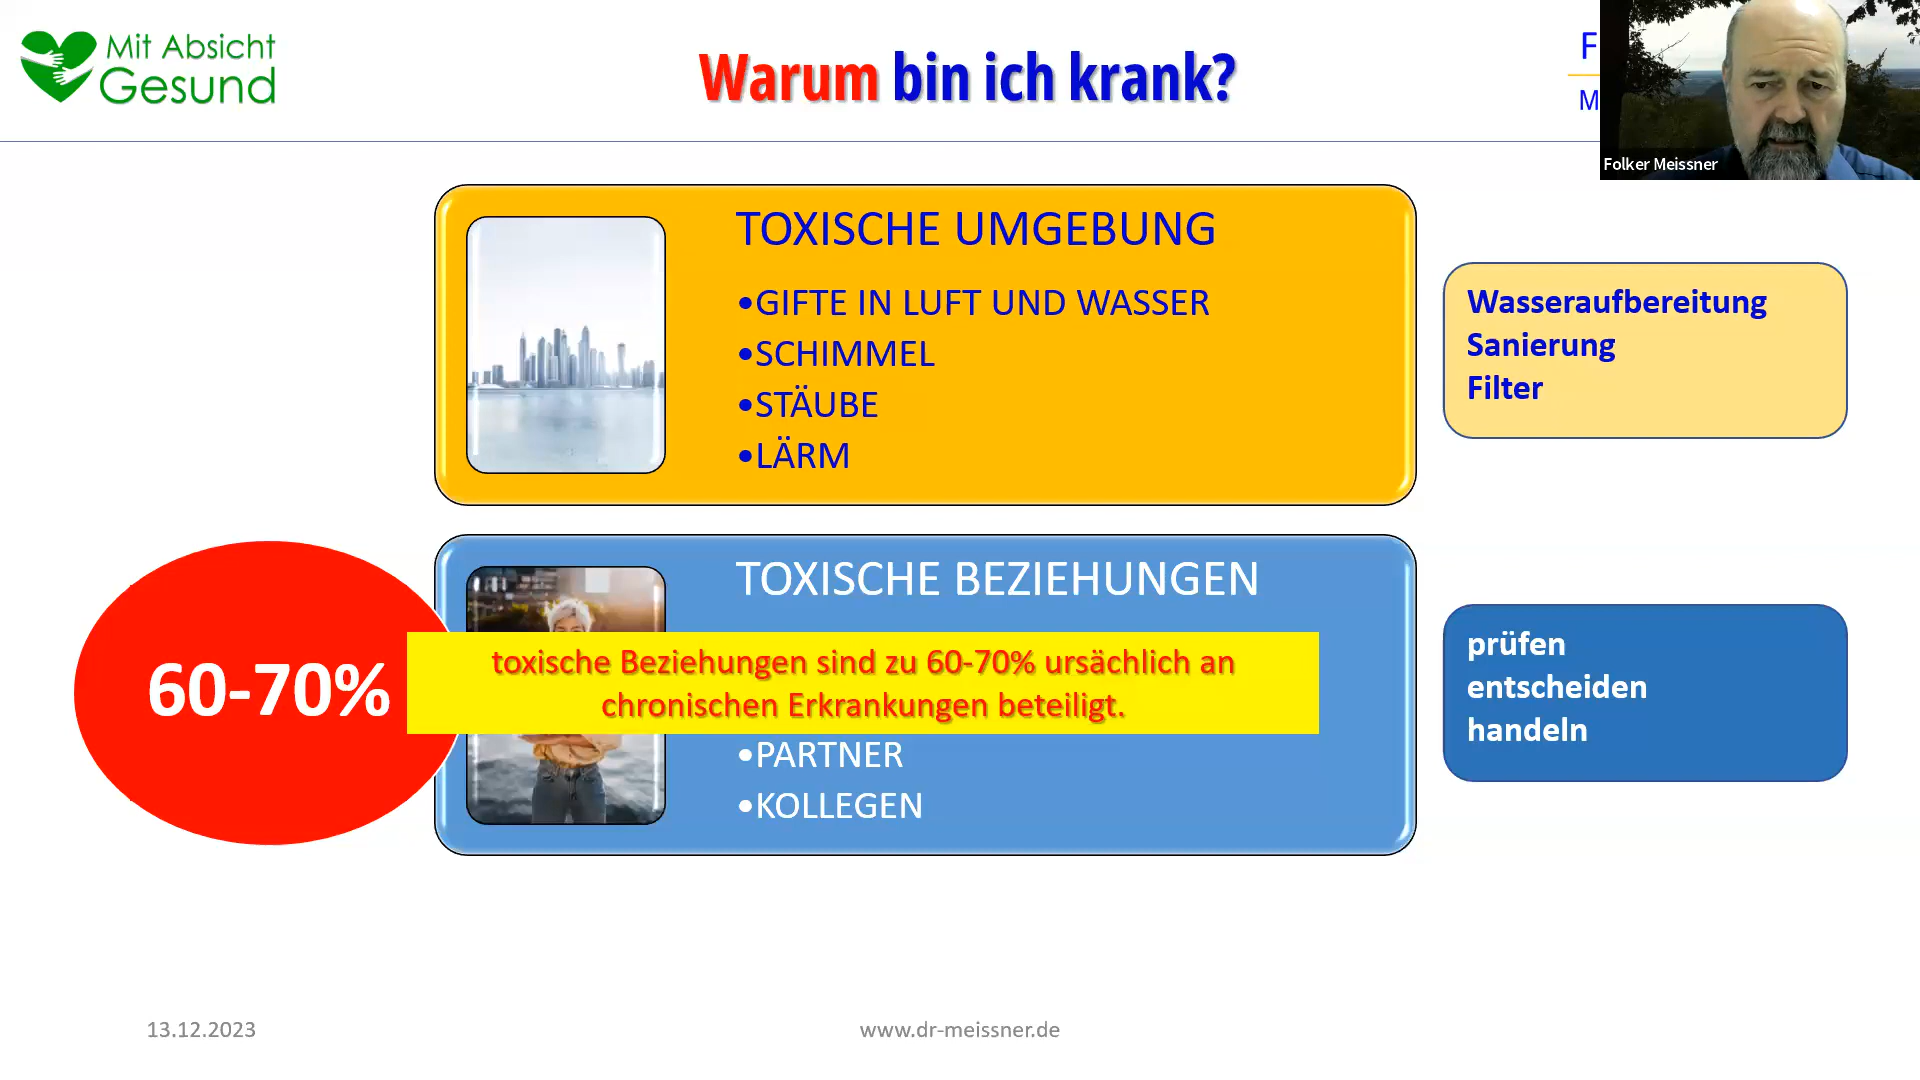 Mit Absicht
Gesund
Warum bin ich krank?
F
M
Folker Meissner
TOXISCHE UMGEBUNG
•GIFTE IN LUFT UND WASSER
•SCHIMMEL
•STÄUBE
•LÄRM
Wasseraufbereitung
Sanierung
Filter
TOXISCHE BEZIEHUNGEN
60-70%
toxische Beziehungen sind zu 60-70% ursächlich an
chronischen Erkrankungen beteiligt.
•PARTNER
•KOLLEGEN
prüfen
entscheiden
handeln
13.12.2023
www.dr-meissner.de